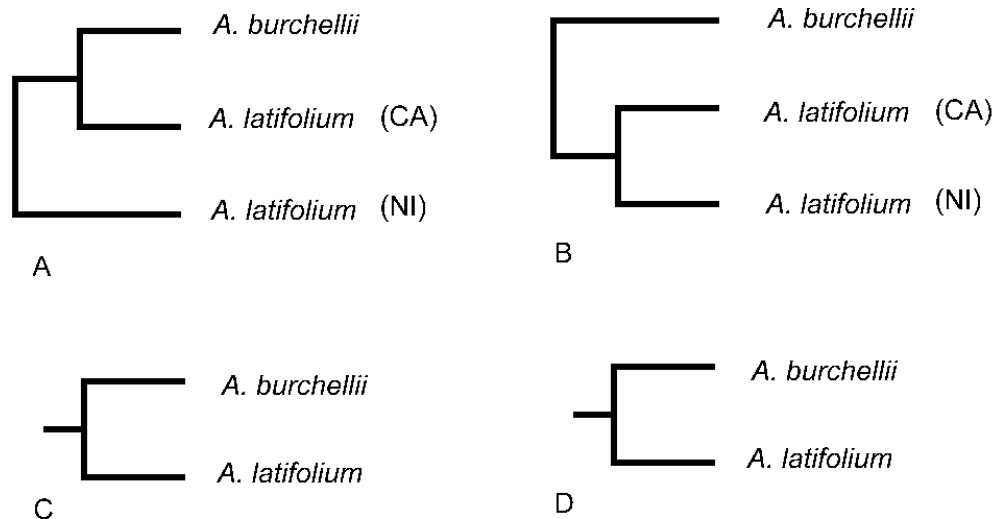 A. burchellii
A. latifolium (CA)
A. latifolium (NI)
A
A. burchellii
A. latifolium (CA)
A. latifolium (NI)
B
A. burchellii
A. latifolium
C
A. burchellii
A. latifolium
D